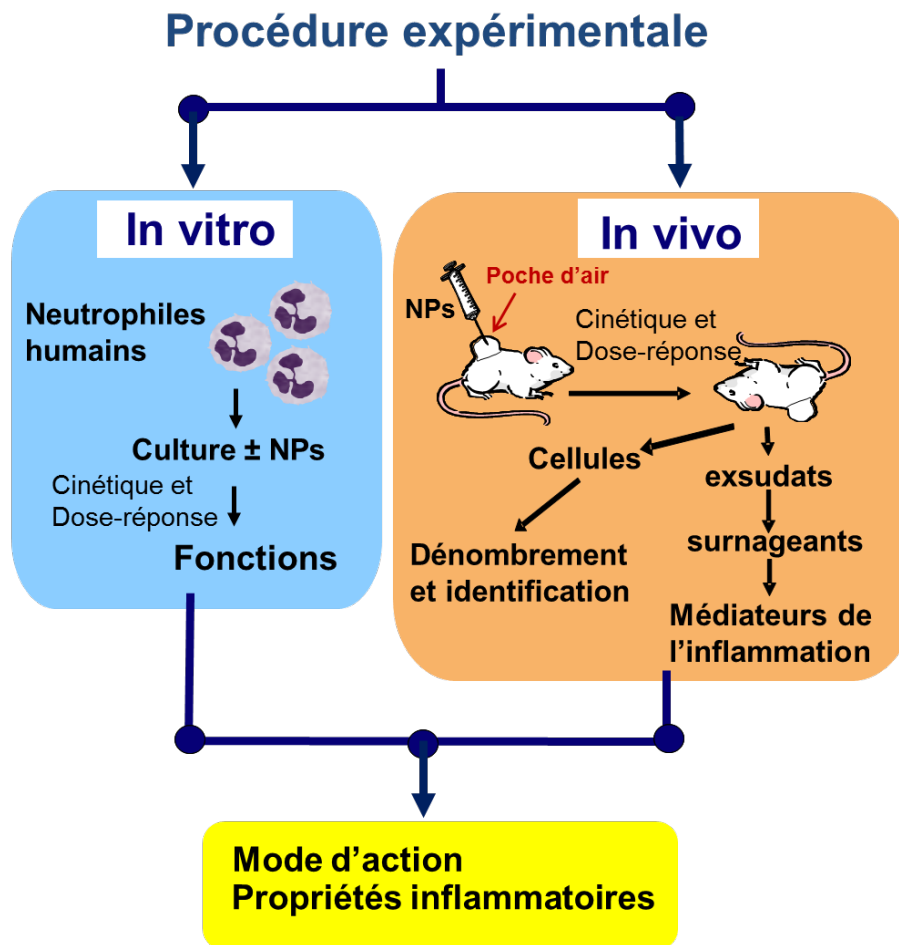 Procédure expérimentale
In vitro
Neutrophiles
humains
Culture ± NPs
Cinétique et
Dose-réponse
Fonctions
In vivo
Poche d’air
NPs
Cinétique et
Dose-réponse
Cellules
Dénombrement
et identification
exsudats
surnageants
Médiateurs de
l’inflammation
Mode d’action
Propriétés inflammatoires